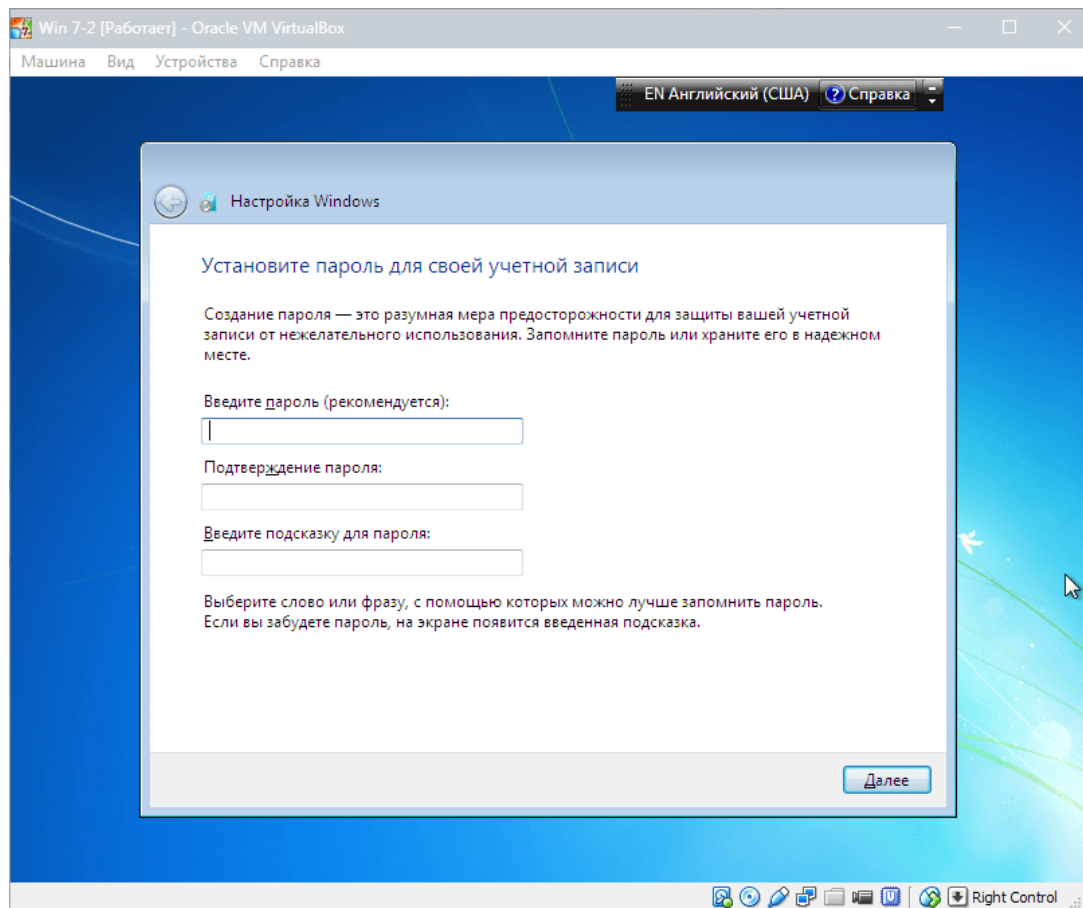 Win 7-2 [Работает] - Oracle VM VirtualBox
Машина Вид Устройства Справка
EN Английский (США) Справка
Настройка Windows
Установите пароль для своей учетной записи
Создание пароля — это разумная мера предосторожности для защиты вашей учетной
записи от нежелательного использования. Запомните пароль или храните его в надежном
месте.
Введите пароль (рекомендуется):
Подтверждение пароля:
Введите подсказку для пароля:
Выберите слово или фразу, с помощью которых можно лучше запомнить пароль.
Если вы забудете пароль, на экране появится введенная подсказка.
Далее
Right Control